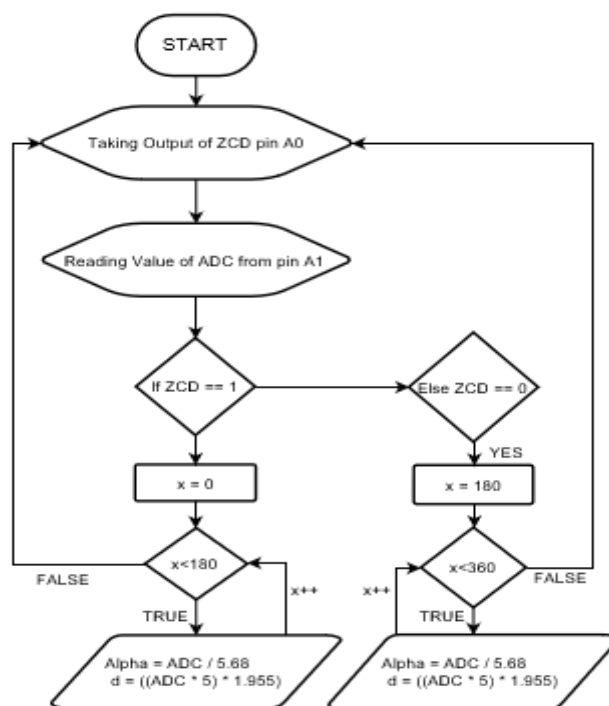 START
Taking Output of ZCD pin A0
Reading Value of ADC from pin A1
If ZCD == 1
Else ZCD == 0
YES
x = 0
x = 180
x<180
x<360
FALSE
x++
x++
FALSE
TRUE
TRUE
Alpha = ADC / 5.68
d = ((ADC * 5) * 1.955)
Alpha = ADC / 5.68
d = ((ADC * 5) * 1.955)